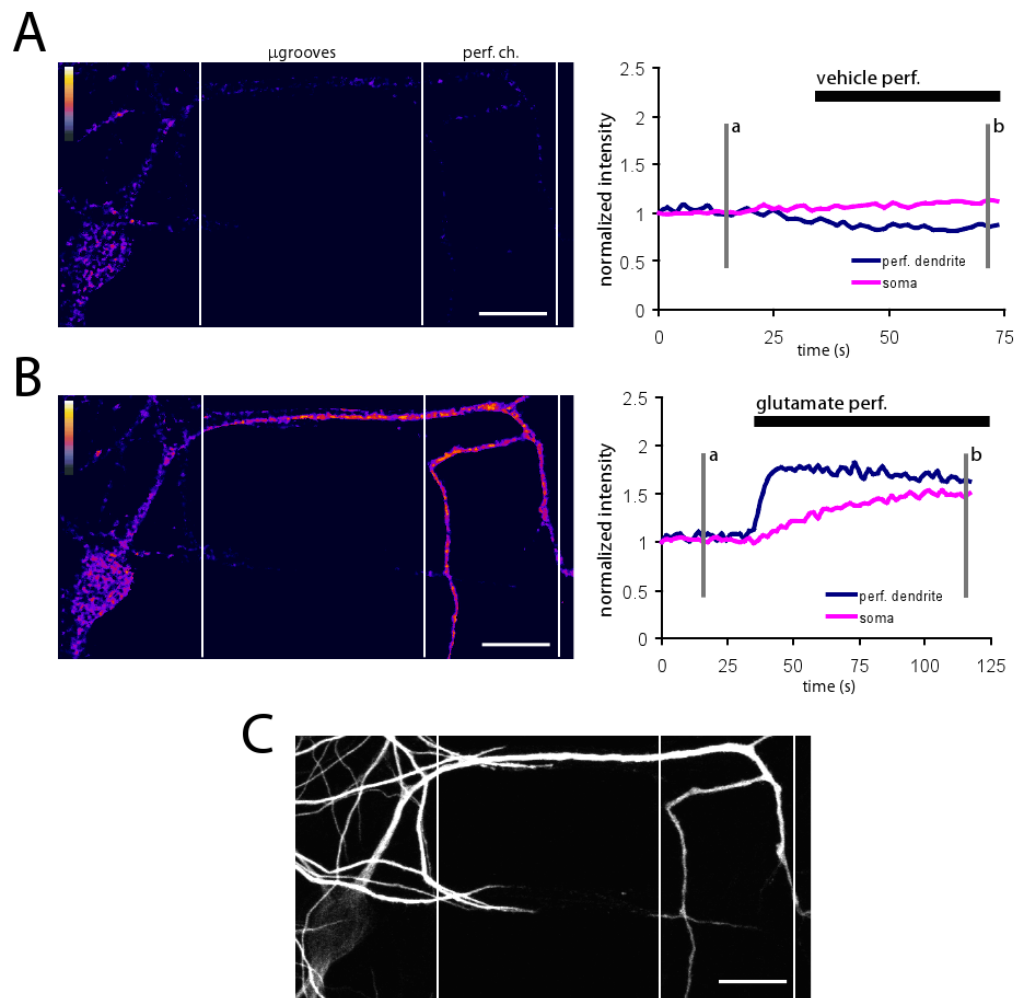 A
µgrooves
perf. ch.
2.5
2
1.5
1
0.5
0
normalized intensity
vehicle perf.
a
b
perf. dendrite
soma
0
25
50
75
time (s)
B
2.5
2
1.5
1
0.5
0
normalized intensity
glutamate perf.
a
b
perf. dendrite
soma
0
25
50
75
100
125
time (s)
C